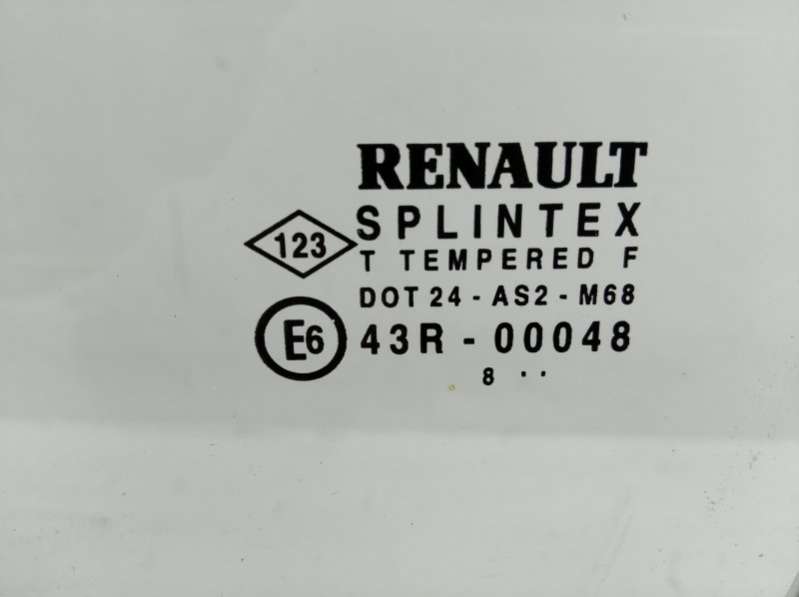 RENAULT
SPLINTEX
123
T TEMPERED F
DOT 24 - AS2 - M68
E6 43R - 00048
8 ··